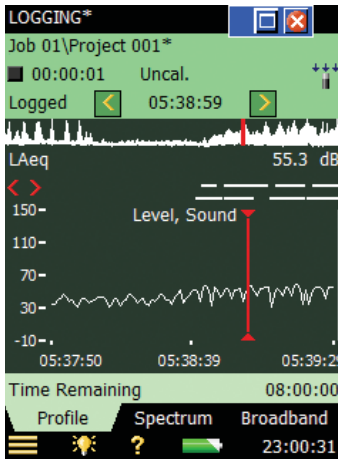 LOGGING*
Job 01\Project 001*
00:00:01 Uncal.
Logged < 05:38:59 >
LAeq 55.3 dB
< >
150-
Level, Sound
110-
70-
30-
-10-
05:37:50 05:38:39 05:39:2
Time Remaining 08:00:00
Profile Spectrum Broadband
? 23:00:31